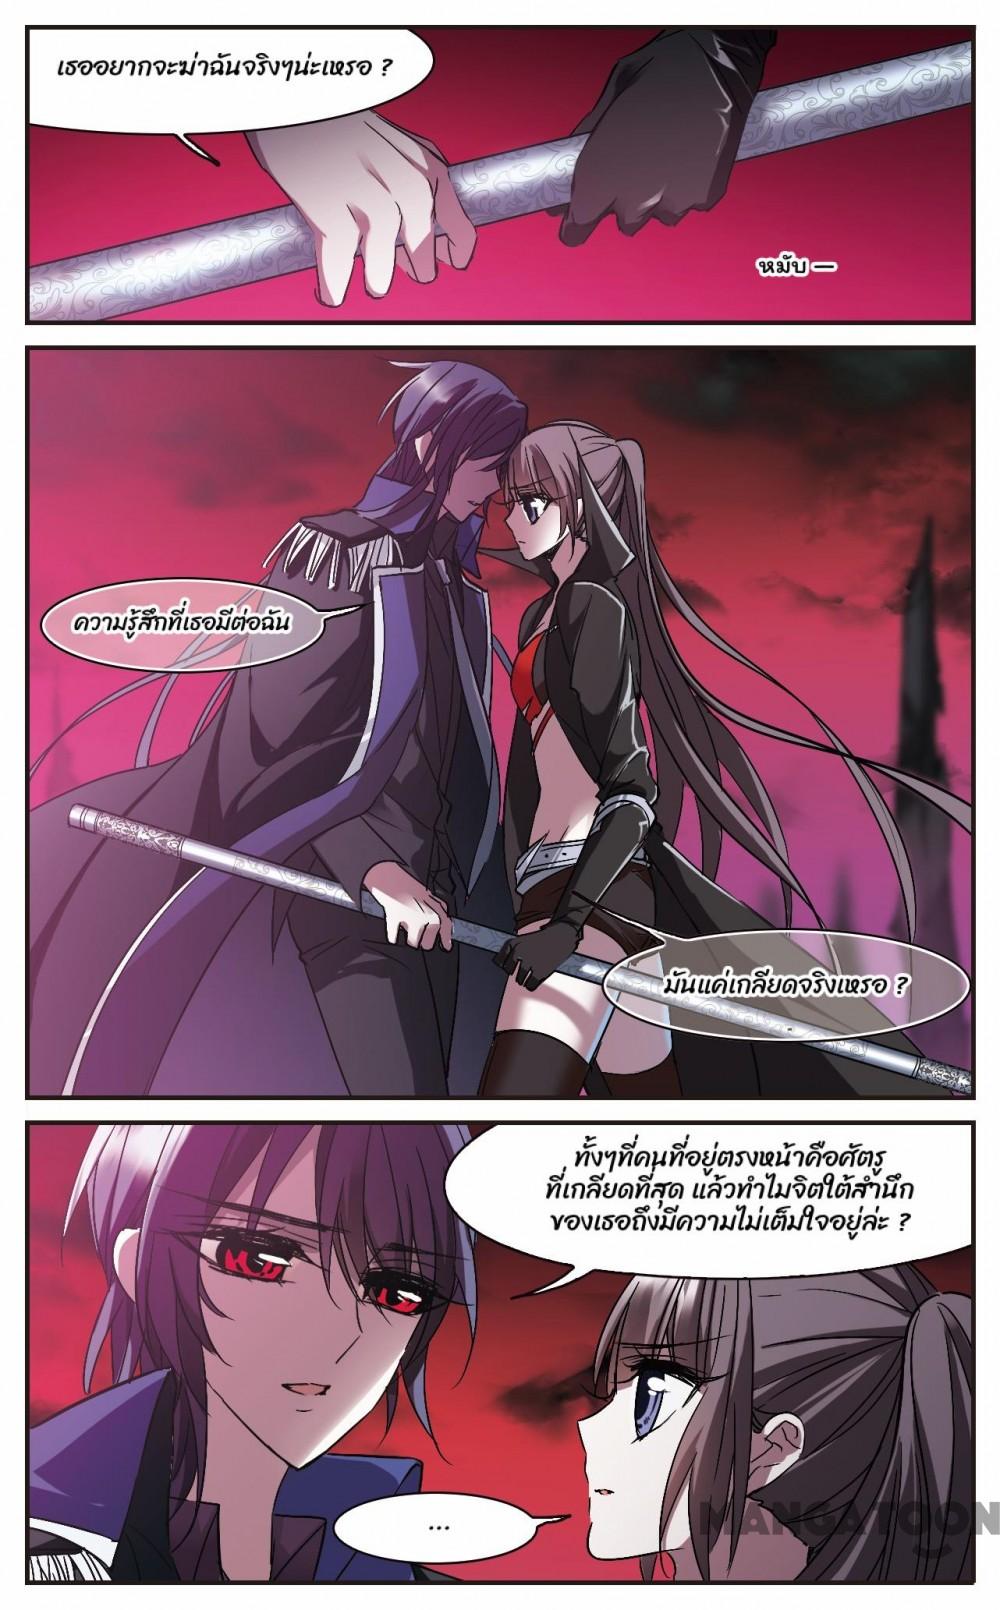 เธออยากจะฆ่าฉันจริงๆน่ะเหรอ ?
หมับ —
ความรู้สึกที่เธอมีต่อฉัน
มันแค่เกลียดจริงเหรอ ?
ทั้งๆที่คนที่อยู่ตรงหน้าคือศัตรู
ที่เกลียดที่สุด แล้วทำไมจิตใต้สำนึก
ของเธอถึงมีความไม่เต็มใจอยู่ล่ะ ?
...
MANGATOON